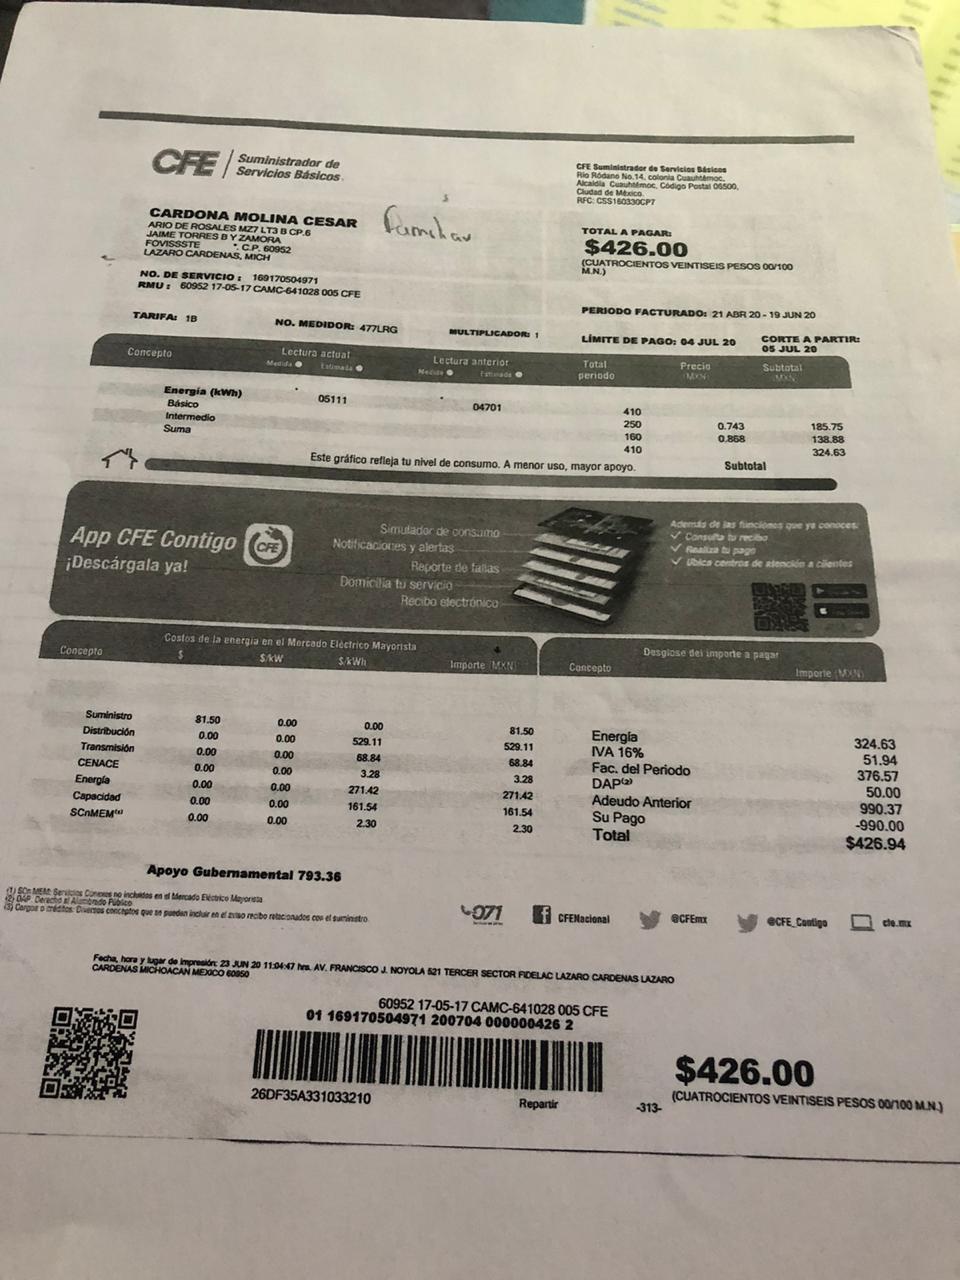 CFE Suministrador de
Servicios Básicos.
CFE Suministrador de Servicios Básicos
Río Ródano No.14, colonia Cuauhtémoc,
Alcaldía Cuauhtémoc, Código Postal 06500,
Ciudad de México.
RFC: CSS160330CP7
CARDONA MOLINA CESAR
ARIO DE ROSALES MZ7 LT3 B CP.6
JAIME TORRES B Y ZAMORA
FOVISSSTE C.P. 60952
LAZARO CARDENAS, MICH
TOTAL A PAGAR:
$426.00
(CUATROCIENTOS VEINTISEIS PESOS 00/100
M.N.)
NO. DE SERVICIO : 169170504971
RMU : 60952 17-05-17 CAMC-641028 005 CFE
PERIODO FACTURADO: 21 ABR 20 - 19 JUN 20
TARIFA: 1B NO. MEDIDOR: 477LRG MULTIPLICADOR: 1
LÍMITE DE PAGO: 04 JUL 20 CORTE A PARTIR:
05 JUL 20
Concepto Lectura actual Lectura anterior Total Precio Subtotal
Medida Estimada Medida Estimada periodo (MXN) (MXN)
Energía (kWh) 05111 04701 410
Básico 250 0.743 185.75
Intermedio 160 0.868 138.88
Suma 410 324.63
Este gráfico refleja tu nivel de consumo. A menor uso, mayor apoyo. Subtotal
App CFE Contigo CFE
¡Descárgala ya!
Simulador de consumo
Notificaciones y alertas
Reporte de fallas
Domicilia tu servicio
Recibo electrónico
Además de las funciones que ya conoces:
Consulta tu recibo
Realiza tu pago
Ubica centros de atención a clientes
Costos de la energía en el Mercado Eléctrico Mayorista
Concepto $ $/kW $/kWh Importe (MXN)
Suministro 81.50 0.00 0.00 81.50
Distribución 0.00 0.00 529.11 529.11
Transmisión 0.00 0.00 68.84 68.84
CENACE 0.00 0.00 3.28 3.28
Energía 0.00 0.00 271.42 271.42
Capacidad 0.00 0.00 161.54 161.54
SCnMEM(1) 0.00 0.00 2.30 2.30
Desglose del importe a pagar
Concepto Importe (MXN)
Energía 324.63
IVA 16% 51.94
Fac. del Periodo 376.57
DAP(2) 50.00
Adeudo Anterior 990.37
Su Pago -990.00
Total $426.94
Apoyo Gubernamental 793.36
(1) SCn MEM: Servicios Conexos no incluidos en el Mercado Eléctrico Mayorista
(2) DAP: Derecho al Alumbrado Público
(3) Cargos o créditos: Diversos conceptos que se pueden incluir en el aviso recibo relacionados con el suministro.
071 CFENacional @CFEmx @CFE_Contigo cfe.mx
Fecha, hora y lugar de impresión: 23 JUN 20 11:04:47 hrs. AV. FRANCISCO J. NOYOLA 521 TERCER SECTOR FIDELAC LAZARO CARDENAS LAZARO
CARDENAS MICHOACAN MEXICO 60950
60952 17-05-17 CAMC-641028 005 CFE
01 169170504971 200704 000000426 2
26DF35A331033210
Repartir
-313-
$426.00
(CUATROCIENTOS VEINTISEIS PESOS 00/100 M.N.)